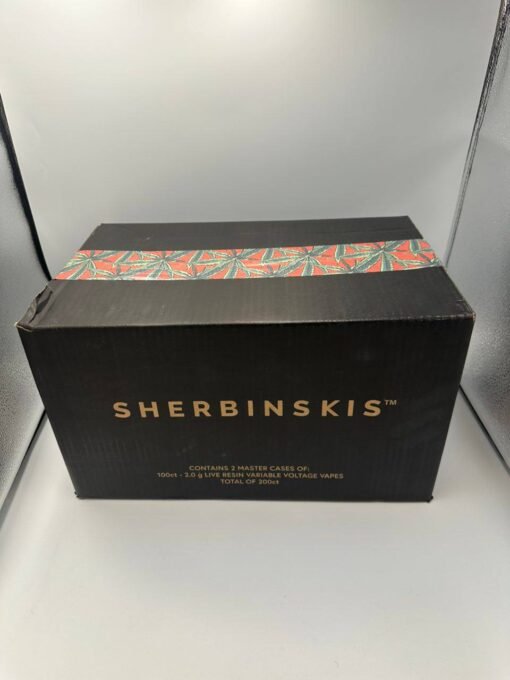 SHERBINSKIS™
CONTAINS 2 MASTER CASES OF:
100ct - 2.0 g LIVE RESIN VARIABLE VOLTAGE VAPES
TOTAL OF 200ct